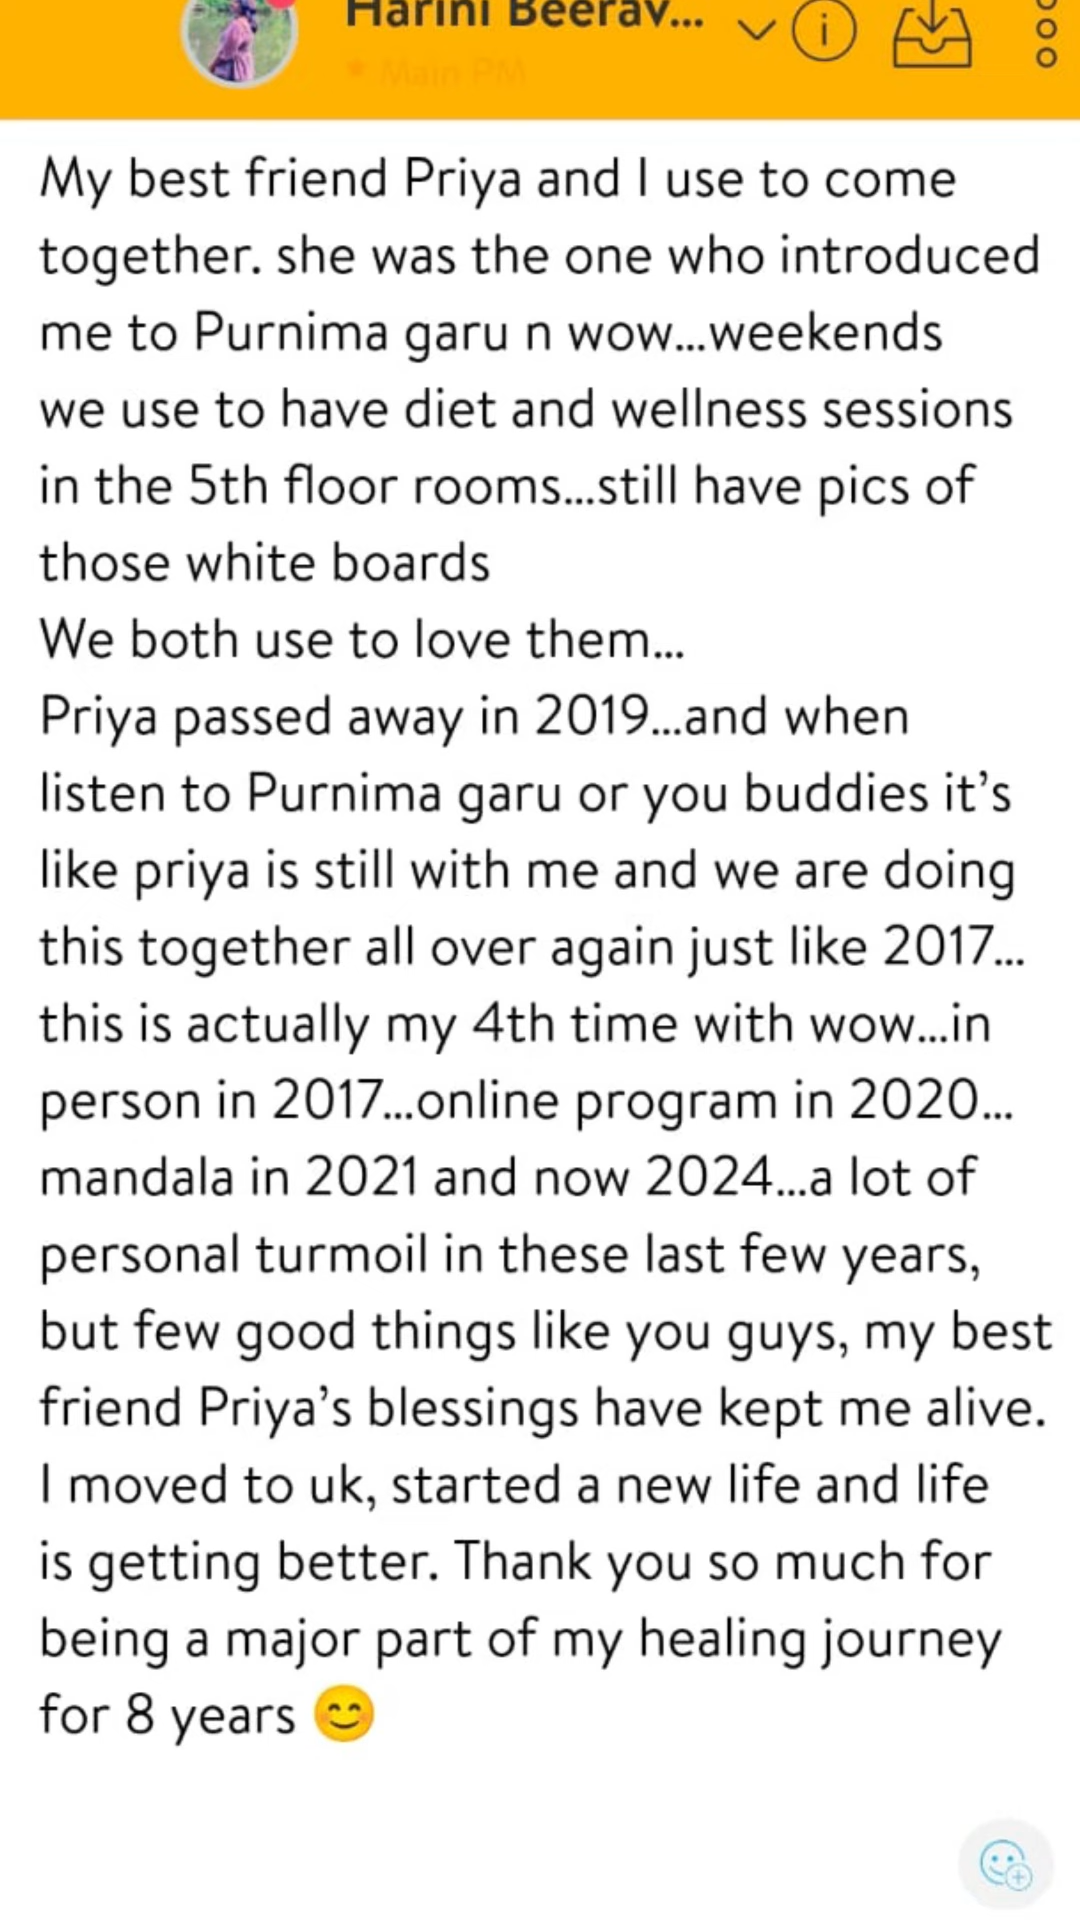 Harini Beerav...
* Main PM
My best friend Priya and I use to come
together. she was the one who introduced
me to Purnima garu n wow...weekends
we use to have diet and wellness sessions
in the 5th floor rooms...still have pics of
those white boards
We both use to love them...
Priya passed away in 2019...and when
listen to Purnima garu or you buddies it’s
like priya is still with me and we are doing
this together all over again just like 2017...
this is actually my 4th time with wow...in
person in 2017...online program in 2020...
mandala in 2021 and now 2024...a lot of
personal turmoil in these last few years,
but few good things like you guys, my best
friend Priya’s blessings have kept me alive.
I moved to uk, started a new life and life
is getting better. Thank you so much for
being a major part of my healing journey
for 8 years 😊